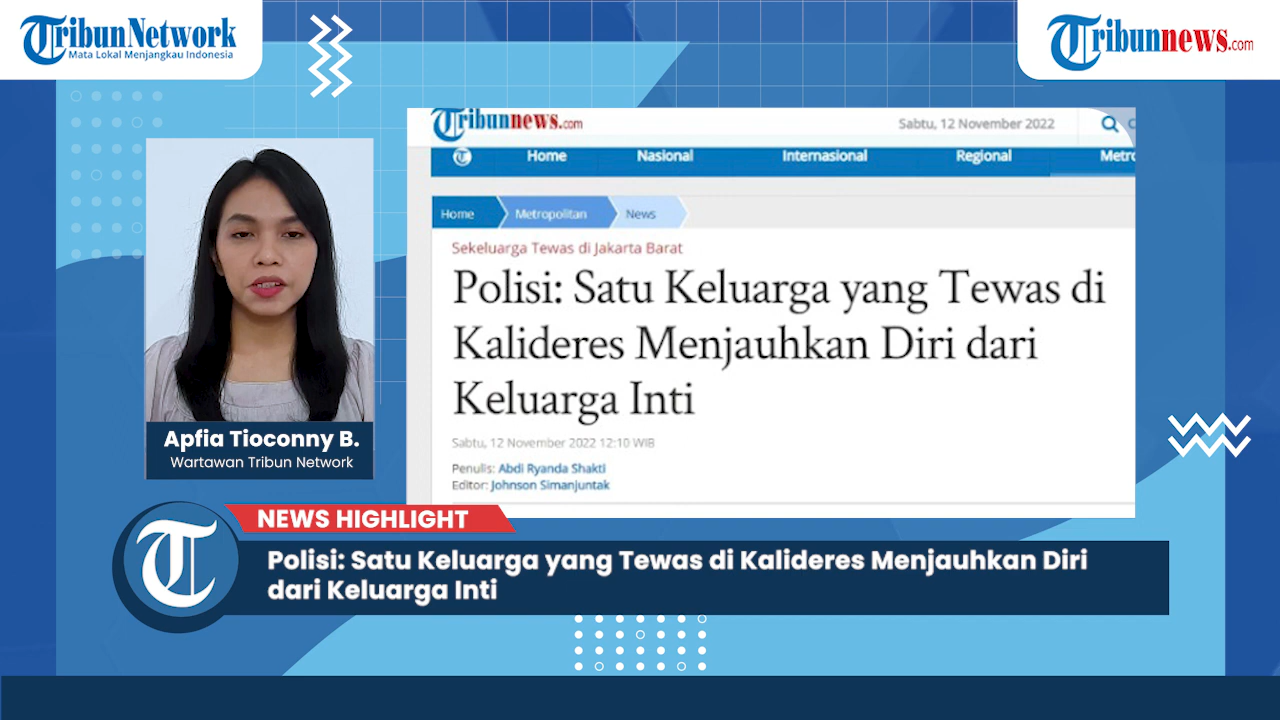 TribunNetwork
Mata Lokal Menjangkau Indonesia
Tribunnews.com
Tribunnews.com
Sabtu, 12 November 2022
Home Nasional Internasional Regional
Home Metropolitan News
Sekeluarga Tewas di Jakarta Barat
Polisi: Satu Keluarga yang Tewas di
Kalideres Menjauhkan Diri dari
Keluarga Inti
Sabtu, 12 November 2022 12:10 WIB
Penulis: Abdi Ryanda Shakti
Editor: Johnson Simanjuntak
Apfia Tioconny B.
Wartawan Tribun Network
NEWS HIGHLIGHT
T
Polisi: Satu Keluarga yang Tewas di Kalideres Menjauhkan Diri
dari Keluarga Inti